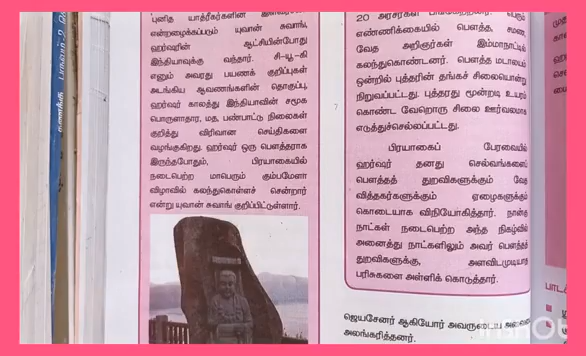 'புனித யாத்ரீகர்களின்
என்றழைக்கப்படும் யுவான் சுவாங்,
ஹர்ஷரின் ஆட்சியின்போது
இந்தியாவுக்கு வந்தார். சி–யூ–கி
எனும் அவரது பயணக் குறிப்புகள்
அடங்கிய ஆவணங்களின் தொகுப்பு,
ஹர்ஷர் காலத்து இந்தியாவின் சமூக
பொருளாதார, மத, பண்பாட்டு நிலைகள்
குறித்து விரிவான செய்திகளை
வழங்குகிறது. ஹர்ஷர் ஒரு பௌத்தராக
இருந்தபோதும், பிரயாகையில்
நடைபெற்ற மாபெரும் கும்பமேளா
விழாவில் கலந்துகொள்ளச் சென்றார்
என்று யுவான் சுவாங் குறிப்பிட்டுள்ளார்.
20 அரசர்கள்
எண்ணிக்கையில் பௌத்த, சமண,
வேத அறிஞர்கள் இம்மாநாட்டில்
கலந்துகொண்டனர். பௌத்த மடாலயம்
ஒன்றில் புத்தரின் தங்கச் சிலையொன்று
நிறுவப்பட்டது. புத்தரது மூன்றடி உயரம்
கொண்ட வேறொரு சிலை ஊர்வலமாக
எடுத்துச்செல்லப்பட்டது.
பிரயாகைப் பேரவையில்
ஹர்ஷர் தனது செல்வங்களைப்
பௌத்தத் துறவிகளுக்கும் வேத
வித்தகர்களுக்கும் ஏழைகளுக்கும்
கொடையாக விநியோகித்தார். நான்கு
நாட்கள் நடைபெற்ற அந்த நிகழ்வில்
அனைத்து நாட்களிலும் அவர் பௌத்தத்
துறவிகளுக்கு, அளவிடமுடியாத
பரிசுகளை அள்ளிக் கொடுத்தார்.
ஜெயசேனர் ஆகியோர் அவருடைய
அலங்கரித்தனர்.